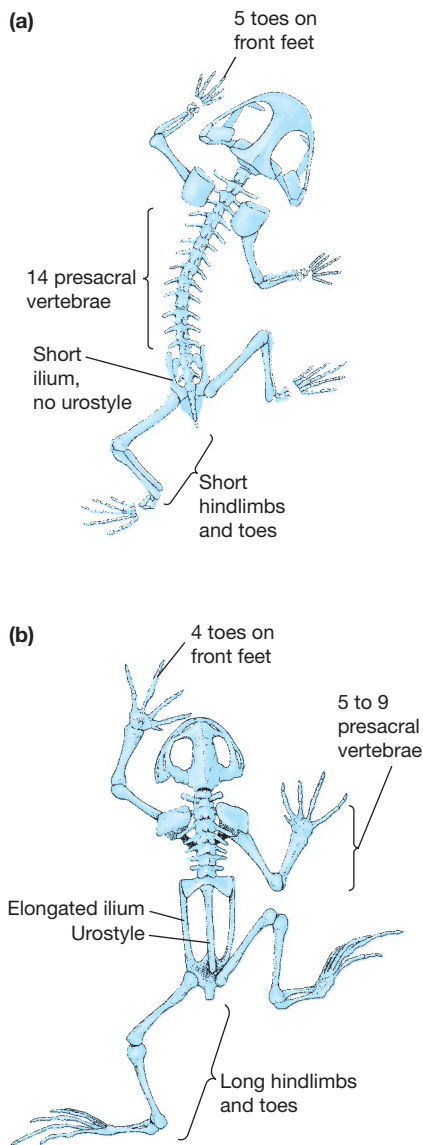 (a)
5 toes on
front feet
14 presacral
vertebrae
Short
ilium,
no urostyle
Short
hindlimbs
and toes
(b)
4 toes on
front feet
5 to 9
presacral
vertebrae
Elongated ilium
Urostyle
Long hindlimbs
and toes